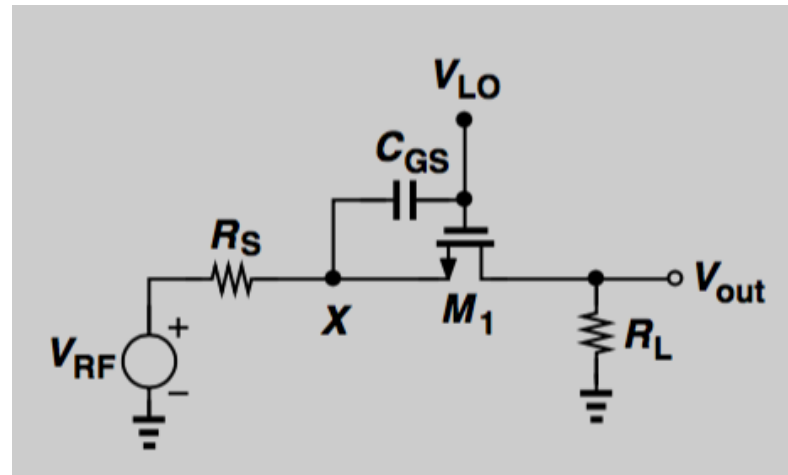 V_LO
C_GS
R_S
X
M_1
V_out
V_RF
+
−
R_L